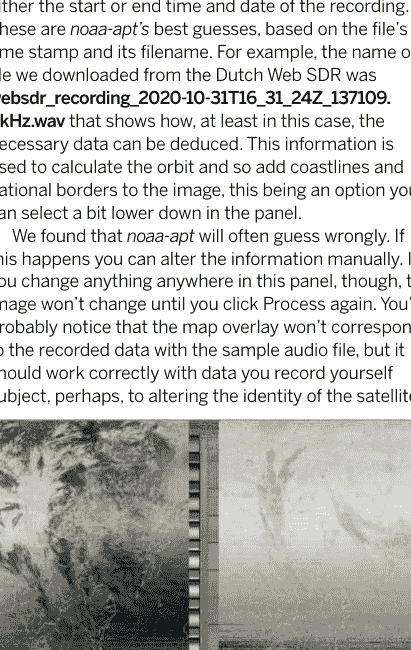 ither the start or end time and date of the recording.
hese are noaa-apt's best guesses, based on the file's
me stamp and its filename. For example, the name o
le we downloaded from the Dutch Web SDR was
websdr_recording_2020-10-31T16_31_24Z_137109.
kHz.wav that shows how, at least in this case, the
ecessary data can be deduced. This information is
sed to calculate the orbit and so add coastlines and
ational borders to the image, this being an option you
an select a bit lower down in the panel.
We found that noaa-apt will often guess wrongly. If
his happens you can alter the information manually. I
ou change anything anywhere in this panel, though, t
mage won't change until you click Process again. You'
robably notice that the map overlay won't correspon
o the recorded data with the sample audio file, but it
hould work correctly with data you record yourself
ubject, perhaps, to altering the identity of the satellite